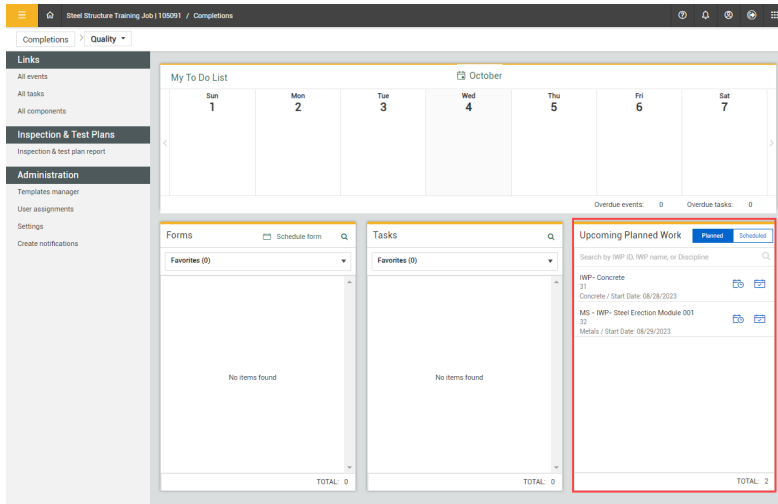 Steel Structure Training Job | 105091 / Completions
Completions > Quality
Links
All events
All tasks
All components
Inspection & Test Plans
Inspection & test plan report
Administration
Templates manager
User assignments
Settings
Create notifications
My To Do List
October
Sun Mon Tue Wed Thu Fri Sat
1 2 3 4 5 6 7
Overdue events: 0 Overdue tasks: 0
Forms
Schedule form
Favorites (0)
No items found
TOTAL: 0
Tasks
Favorites (0)
No items found
TOTAL: 0
Upcoming Planned Work
Planned Scheduled
Search by IWP ID, IWP name, or Discipline
IWP- Concrete
31
Concrete / Start Date: 08/28/2023
MS - IWP- Steel Erection Module 001
32
Metals / Start Date: 08/29/2023
TOTAL: 2